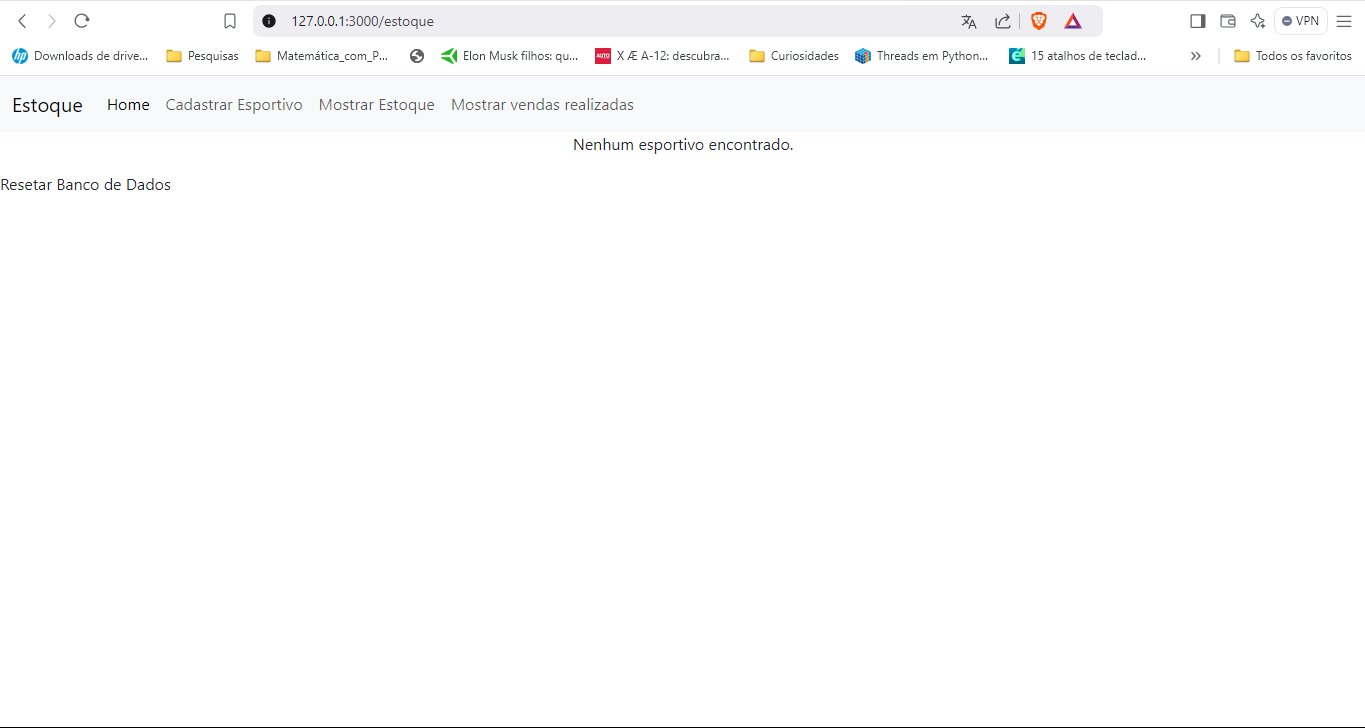 127.0.0.1:3000/estoque
VPN
Downloads de drive...
Pesquisas
Matemática_com_P...
Elon Musk filhos: qu...
AUTO
X Æ A-12: descubra...
Curiosidades
Threads em Python...
15 atalhos de teclad...
Todos os favoritos
Estoque Home Cadastrar Esportivo Mostrar Estoque Mostrar vendas realizadas
Nenhum esportivo encontrado.
Resetar Banco de Dados